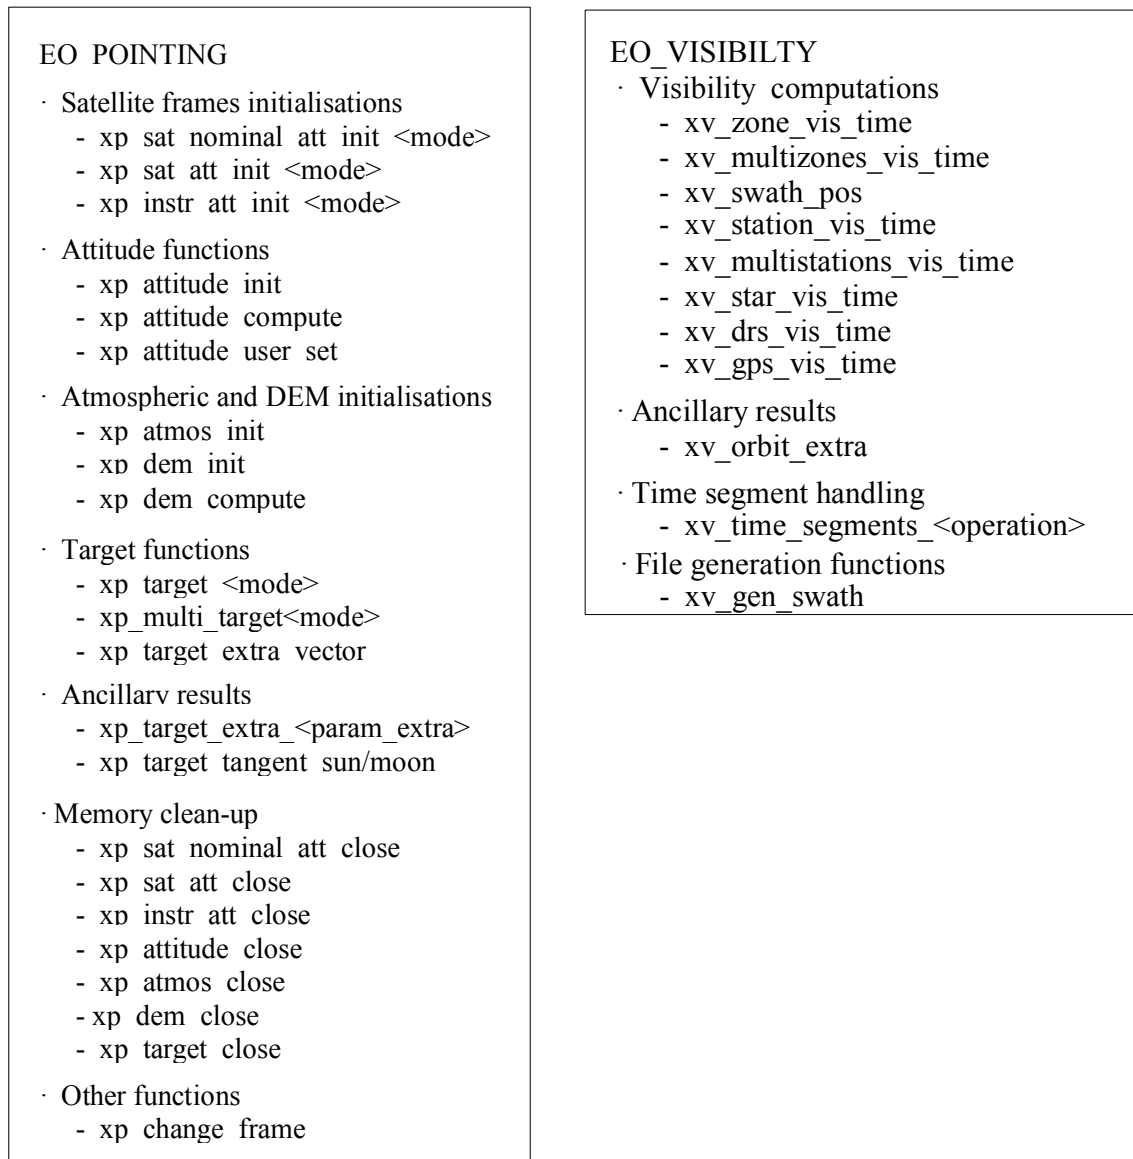 EO POINTING
· Satellite frames initialisations
- xp sat nominal att init <mode>
- xp sat att init <mode>
- xp instr att init <mode>
· Attitude functions
- xp attitude init
- xp attitude compute
- xp attitude user set
· Atmospheric and DEM initialisations
- xp atmos init
- xp dem init
- xp dem compute
· Target functions
- xp target <mode>
- xp_multi_target<mode>
- xp target extra vector
· Ancillary results
- xp_target_extra_<param_extra>
- xp target tangent sun/moon
· Memory clean-up
- xp sat nominal att close
- xp sat att close
- xp instr att close
- xp attitude close
- xp atmos close
- xp dem close
- xp target close
· Other functions
- xp change frame
EO_VISIBILTY
· Visibility computations
- xv_zone_vis_time
- xv_multizones_vis_time
- xv_swath_pos
- xv_station_vis_time
- xv_multistations_vis_time
- xv_star_vis_time
- xv_drs_vis_time
- xv_gps_vis_time
· Ancillary results
- xv_orbit_extra
· Time segment handling
- xv_time_segments_<operation>
· File generation functions
- xv_gen_swath